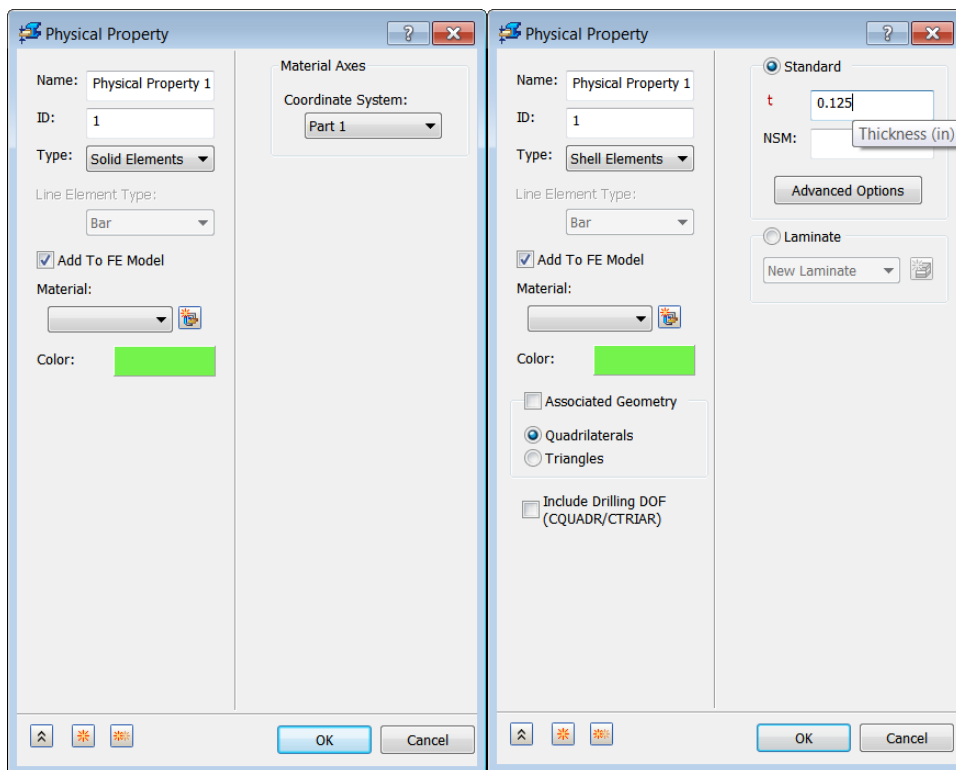 Physical Property
?
Name: Physical Property 1
ID: 1
Type: Solid Elements
Line Element Type:
Bar
Add To FE Model
Material:
Color:
Material Axes
Coordinate System:
Part 1
OK Cancel
Physical Property
?
Name: Physical Property 1
ID: 1
Type: Shell Elements
Line Element Type:
Bar
Add To FE Model
Material:
Color:
Associated Geometry
Quadrilaterals
Triangles
Include Drilling DOF
(CQUADR/CTRIAR)
Standard
t 0.125
Thickness (in)
NSM:
Advanced Options
Laminate
New Laminate
OK Cancel